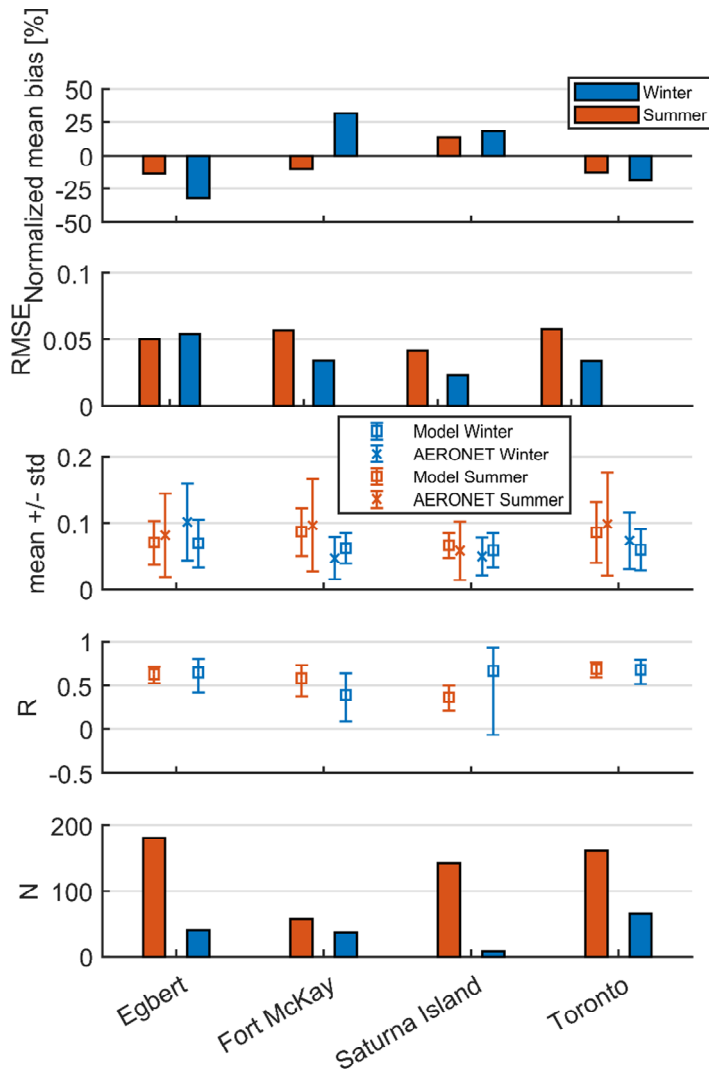 Normalized mean bias [%]
50
25
0
-25
-50
Winter
Summer
RMSE
0.1
0.05
0
mean +/- std
0.2
0.1
0
Model Winter
AERONET Winter
Model Summer
AERONET Summer
R
1
0.5
0
-0.5
N
200
100
0
Egbert
Fort McKay
Saturna Island
Toronto